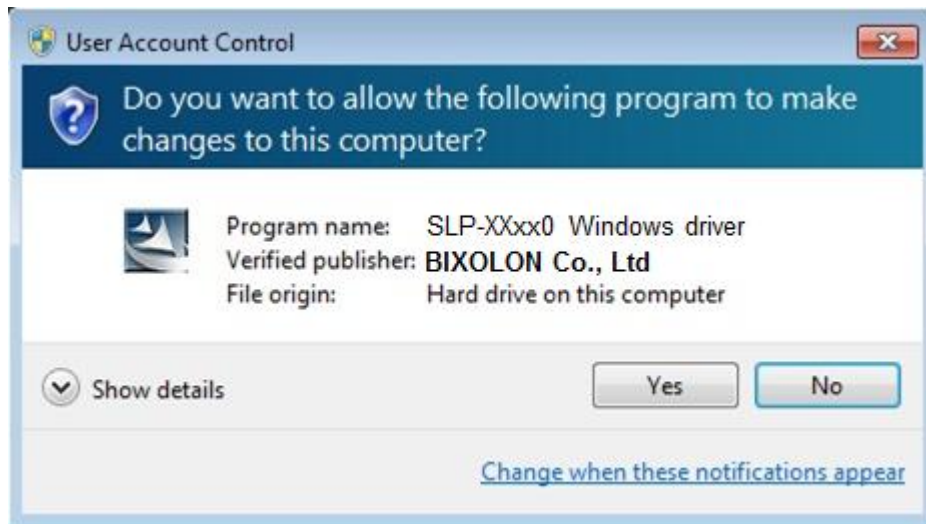 User Account Control
Do you want to allow the following program to make
changes to this computer?
Program name: SLP-XXxx0 Windows driver
Verified publisher: BIXOLON Co., Ltd
File origin: Hard drive on this computer
Show details
Yes No
Change when these notifications appear